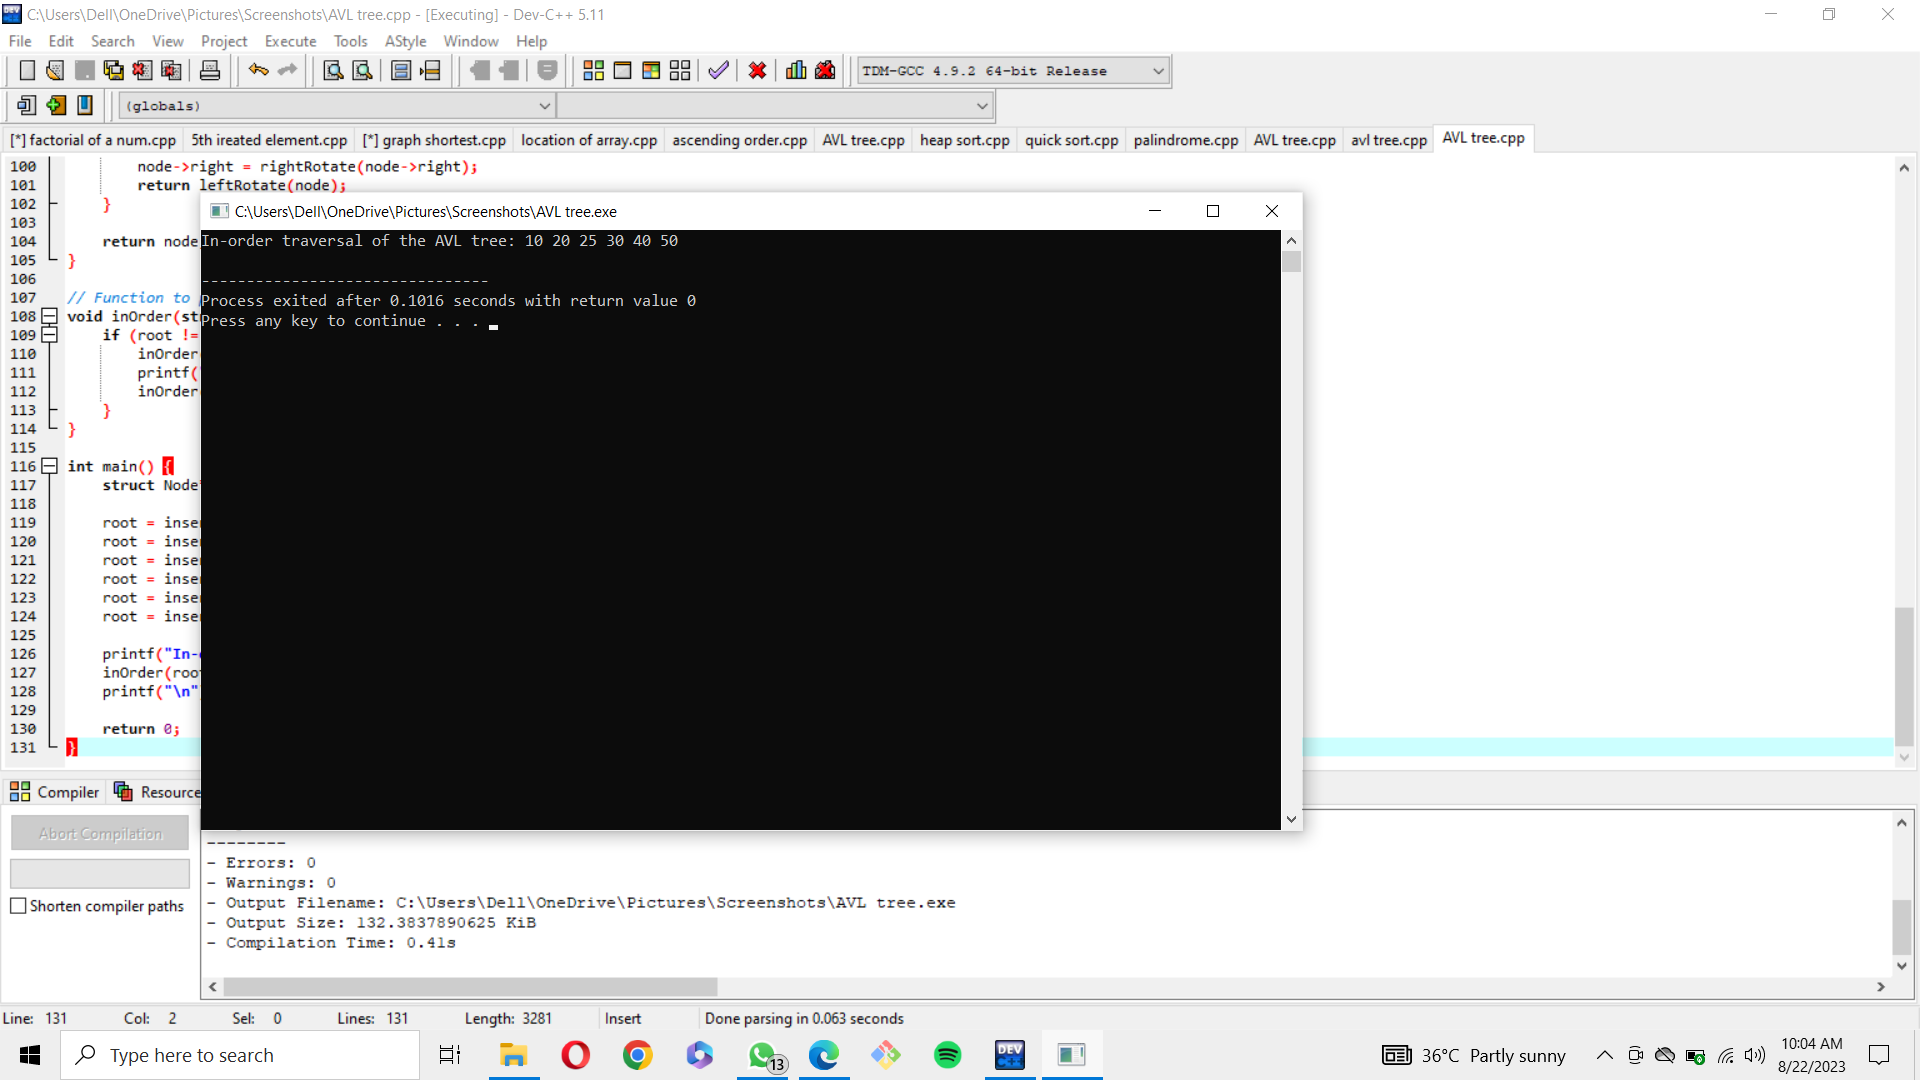 C:\Users\Dell\OneDrive\Pictures\Screenshots\AVL tree.cpp - [Executing] - Dev-C++ 5.11
File Edit Search View Project Execute Tools AStyle Window Help
TDM-GCC 4.9.2 64-bit Release
(globals)
[*] factorial of a num.cpp 5th ireated element.cpp [*] graph shortest.cpp location of array.cpp ascending order.cpp AVL tree.cpp heap sort.cpp quick sort.cpp palindrome.cpp AVL tree.cpp avl tree.cpp AVL tree.cpp
100 node->right = rightRotate(node->right);
101 return leftRotate(node);
102 }
103
104 return node
105 }
106
107 // Function to
108 void inOrder(st
109 if (root !=
110 inOrder
111 printf(
112 inOrder
113 }
114 }
115
116 int main() {
117 struct Node
118
119 root = inse
120 root = inse
121 root = inse
122 root = inse
123 root = inse
124 root = inse
125
126 printf("In-
127 inOrder(roo
128 printf("\n"
129
130 return 0;
131 }
C:\Users\Dell\OneDrive\Pictures\Screenshots\AVL tree.exe
In-order traversal of the AVL tree: 10 20 25 30 40 50
--------------------------------
Process exited after 0.1016 seconds with return value 0
Press any key to continue . . .
Compiler Resource
Abort Compilation
Shorten compiler paths
--------
- Errors: 0
- Warnings: 0
- Output Filename: C:\Users\Dell\OneDrive\Pictures\Screenshots\AVL tree.exe
- Output Size: 132.3837890625 KiB
- Compilation Time: 0.41s
Line: 131 Col: 2 Sel: 0 Lines: 131 Length: 3281 Insert Done parsing in 0.063 seconds
Type here to search
13
DEV C++
36°C Partly sunny
10:04 AM
8/22/2023